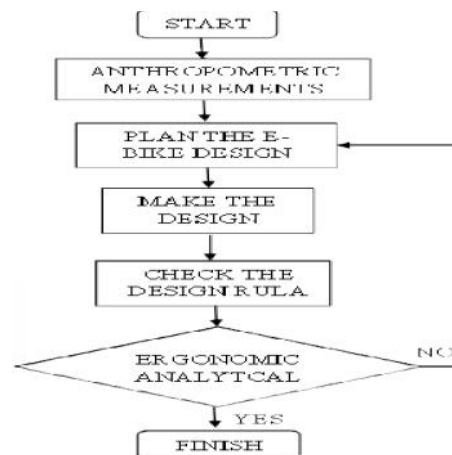 START
ANTHROPOMETRIC
MEASUREMENTS
PLAN THE E-
BIKE DESIGN
MAKE THE
DESIGN
CHECK THE
DESIGN RULA
ERGONOMIC
ANALYTCAL
NO
YES
FINISH